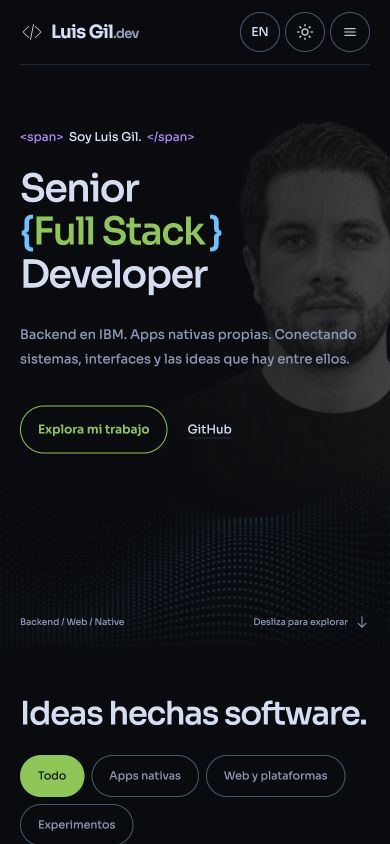 </> Luis Gil.dev
EN
<span> Soy Luis Gil. </span>
Senior
{Full Stack}
Developer
Backend en IBM. Apps nativas propias. Conectando
sistemas, interfaces y las ideas que hay entre ellos.
Explora mi trabajo
GitHub
Backend / Web / Native
Desliza para explorar ↓
Ideas hechas software.
Todo
Apps nativas
Web y plataformas
Experimentos